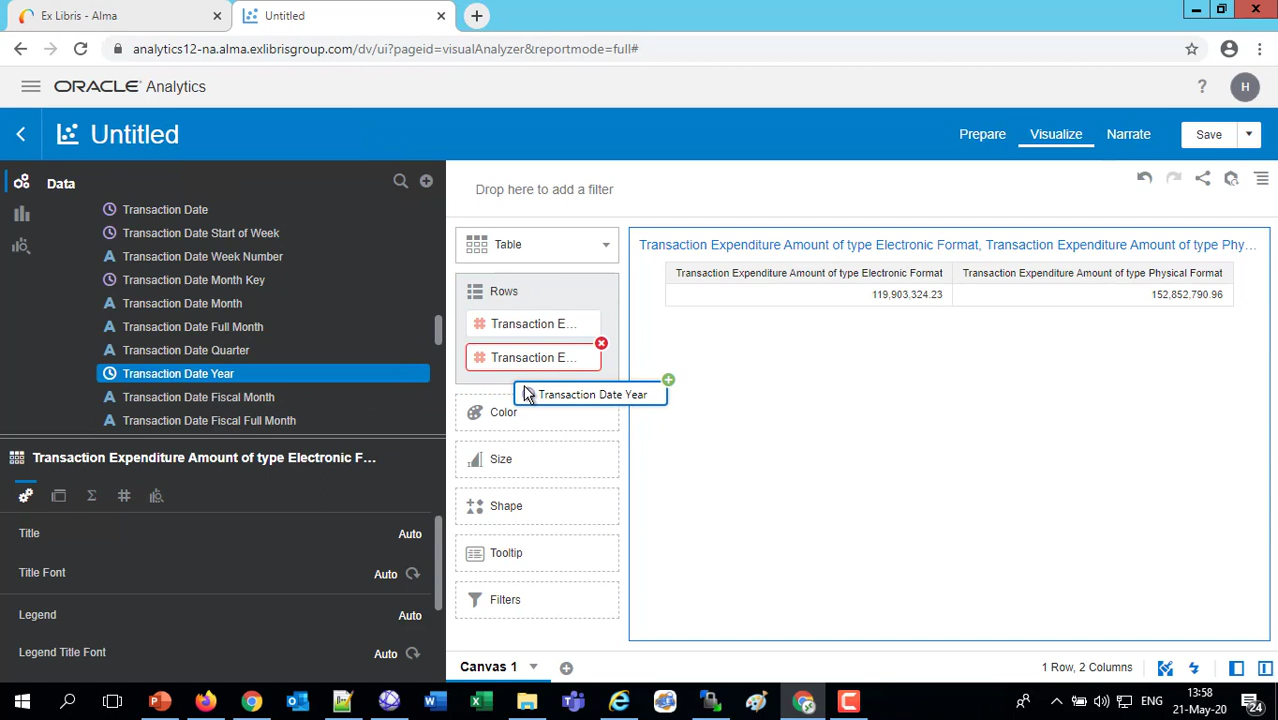 Ex Libris - Alma
Untitled
analytics12-na.alma.exlibrisgroup.com/dv/ui?pageid=visualAnalyzer&reportmode=full#
ORACLE Analytics
?
H
Untitled
Prepare
Visualize
Narrate
Save
Data
Transaction Date
Transaction Date Start of Week
Transaction Date Week Number
Transaction Date Month Key
Transaction Date Month
Transaction Date Full Month
Transaction Date Quarter
Transaction Date Year
Transaction Date Fiscal Month
Transaction Date Fiscal Full Month
Transaction Expenditure Amount of type Electronic F...
Title
Auto
Title Font
Auto
Legend
Auto
Legend Title Font
Auto
Drop here to add a filter
Table
Rows
Transaction E...
Transaction E...
Transaction Date Year
Color
Size
Shape
Tooltip
Filters
Transaction Expenditure Amount of type Electronic Format, Transaction Expenditure Amount of type Phy...
Transaction Expenditure Amount of type Electronic Format
Transaction Expenditure Amount of type Physical Format
119,903,324.23
152,852,790.96
Canvas 1
1 Row, 2 Columns
ENG
13:58
21-May-20
24